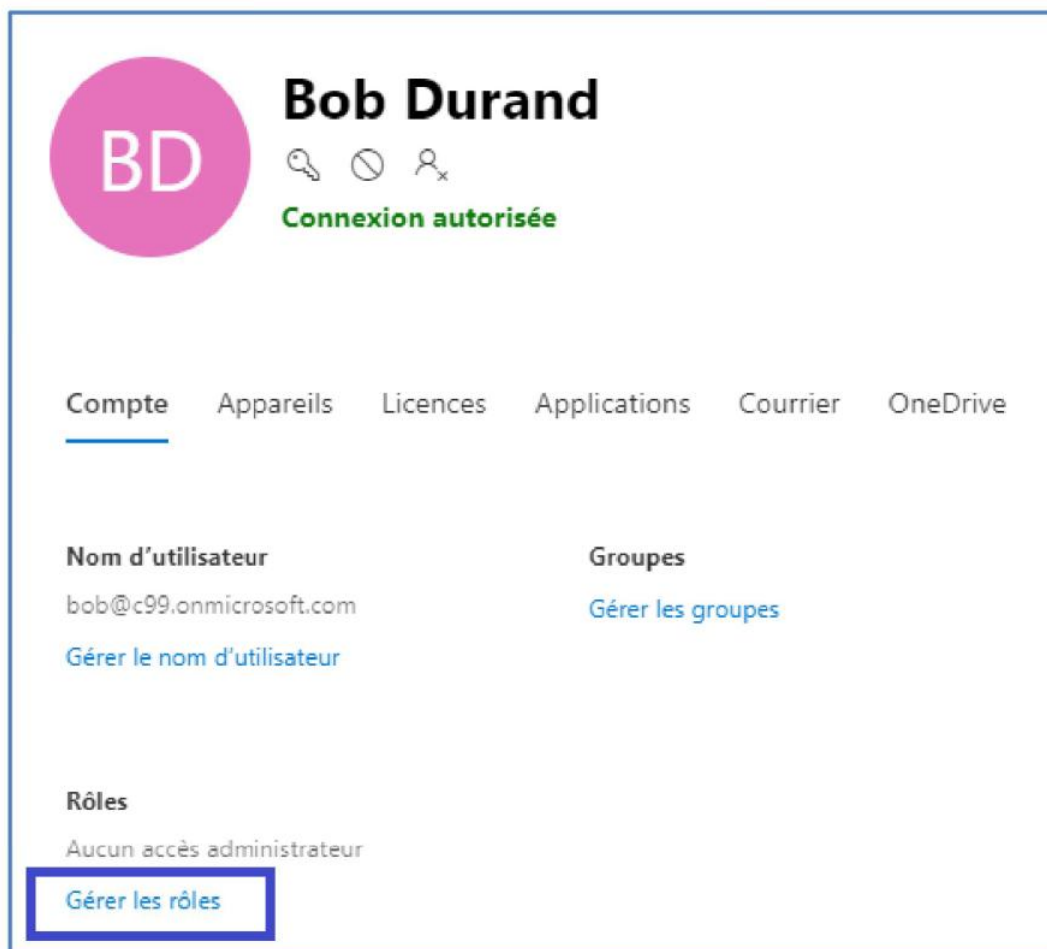 BD
Bob Durand
Connexion autorisée
Compte Appareils Licences Applications Courrier OneDrive
Nom d’utilisateur
bob@c99.onmicrosoft.com
Gérer le nom d’utilisateur
Groupes
Gérer les groupes
Rôles
Aucun accès administrateur
Gérer les rôles